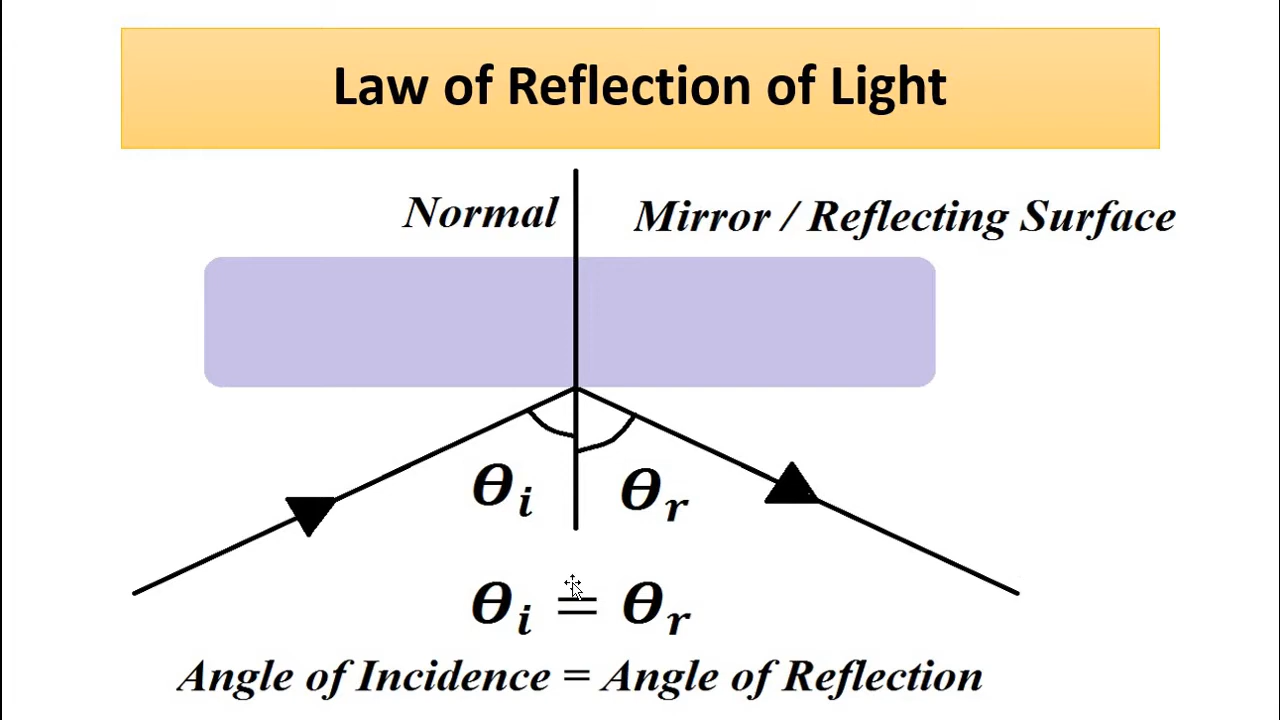 Law of Reflection of Light
Normal
Mirror / Reflecting Surface
θᵢ
θᵣ
θᵢ = θᵣ
Angle of Incidence = Angle of Reflection